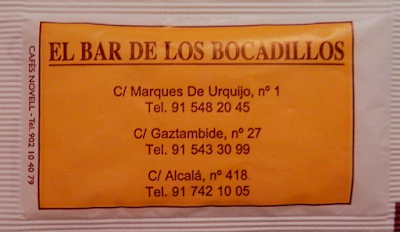 EL BAR DE LOS BOCADILLOS
C/ Marques De Urquijo, nº 1
Tel. 91 548 20 45
C/ Gaztambide, nº 27
Tel. 91 543 30 99
C/ Alcalá, nº 418
Tel. 91 742 10 05
CAFÉS NOVELL - Tel. 902 10 40 79